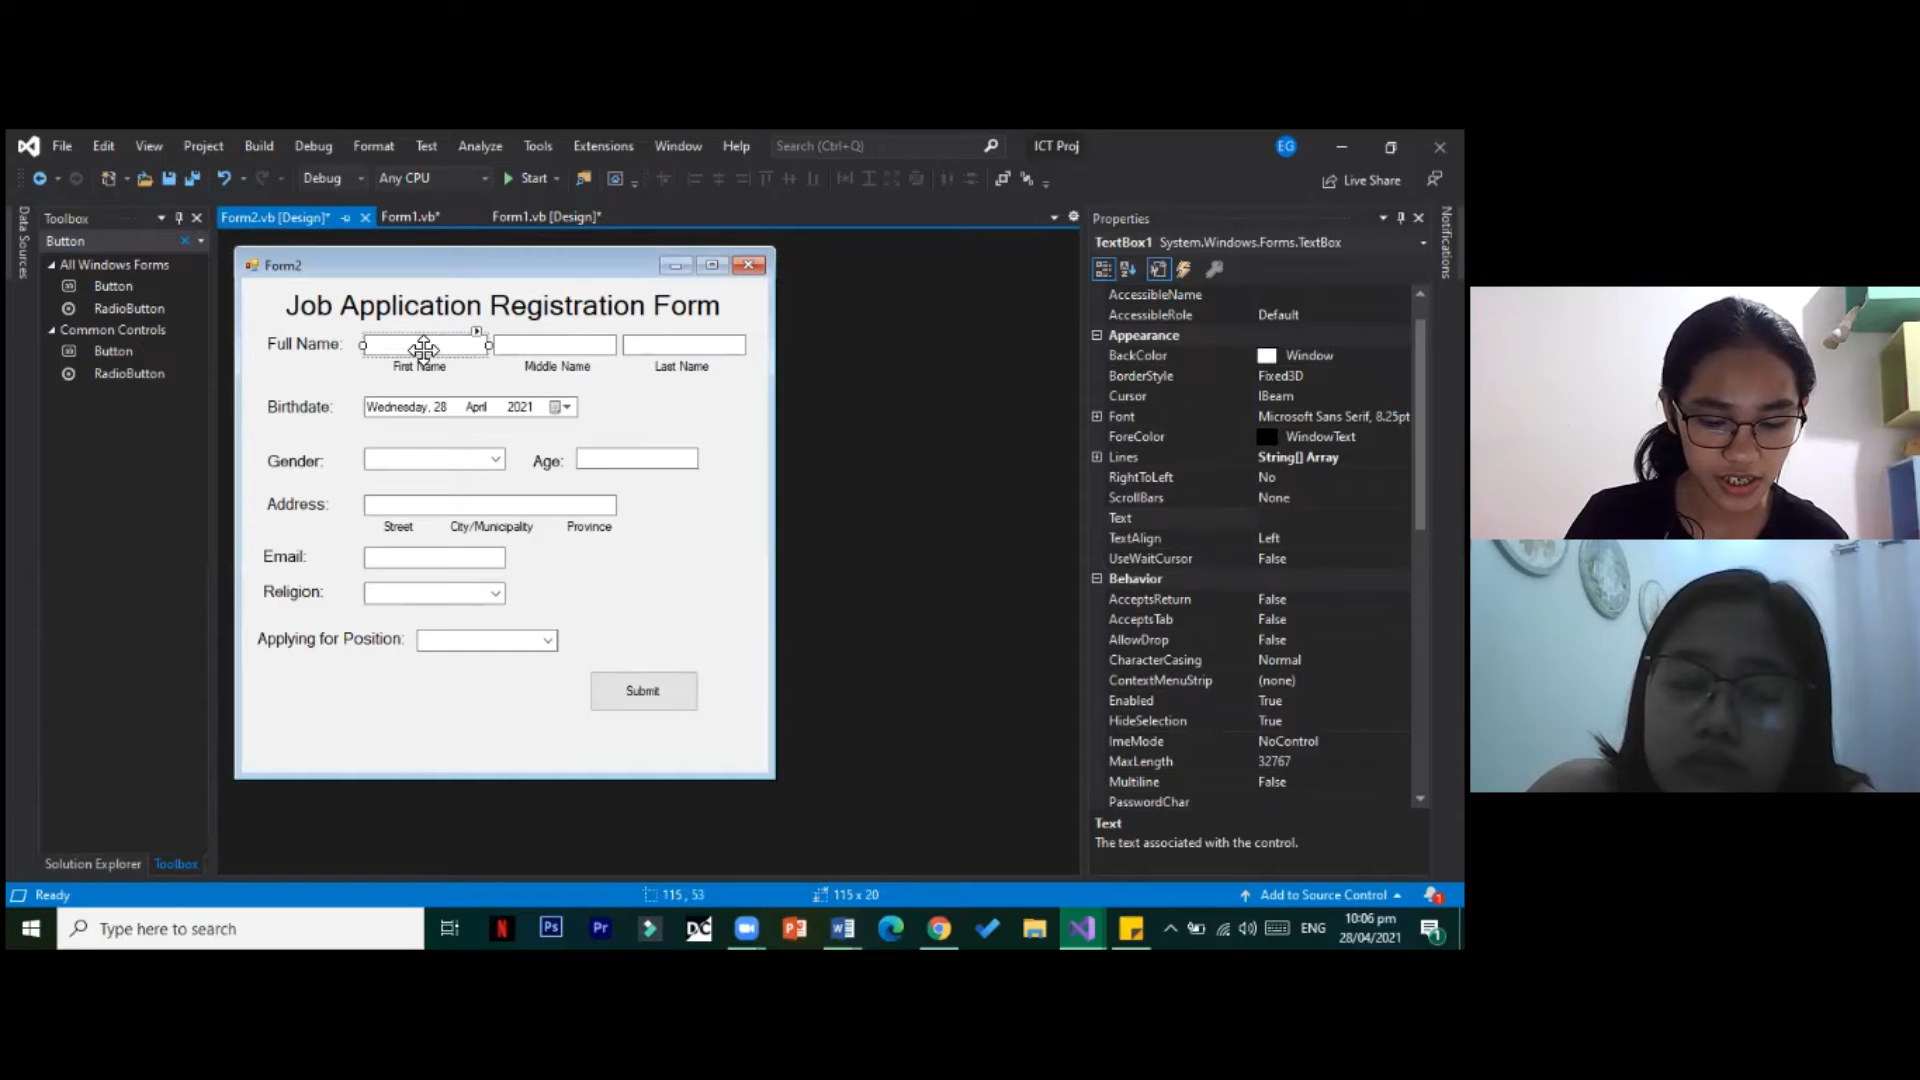 File Edit View Project Build Debug Format Test Analyze Tools Extensions Window Help Search (Ctrl+Q) ICT Proj EG
Debug Any CPU Start Live Share
Data Sources
Toolbox
Button
All Windows Forms
Button
RadioButton
Common Controls
Button
RadioButton
Solution Explorer Toolbox
Form2.vb [Design]* Form1.vb* Form1.vb [Design]*
Form2
Job Application Registration Form
Full Name:
First Name Middle Name Last Name
Birthdate: Wednesday, 28 April 2021
Gender: Age:
Address:
Street City/Municipality Province
Email:
Religion:
Applying for Position:
Submit
Properties
TextBox1 System.Windows.Forms.TextBox
AccessibleName
AccessibleRole Default
Appearance
BackColor Window
BorderStyle Fixed3D
Cursor IBeam
Font Microsoft Sans Serif, 8.25pt
ForeColor WindowText
Lines String[] Array
RightToLeft No
ScrollBars None
Text
TextAlign Left
UseWaitCursor False
Behavior
AcceptsReturn False
AcceptsTab False
AllowDrop False
CharacterCasing Normal
ContextMenuStrip (none)
Enabled True
HideSelection True
ImeMode NoControl
MaxLength 32767
Multiline False
PasswordChar
Text
The text associated with the control.
Notifications
Ready 115 , 53 115 x 20 Add to Source Control 1
Type here to search N Ps Pr DC P W ENG 10:06 pm
28/04/2021 1